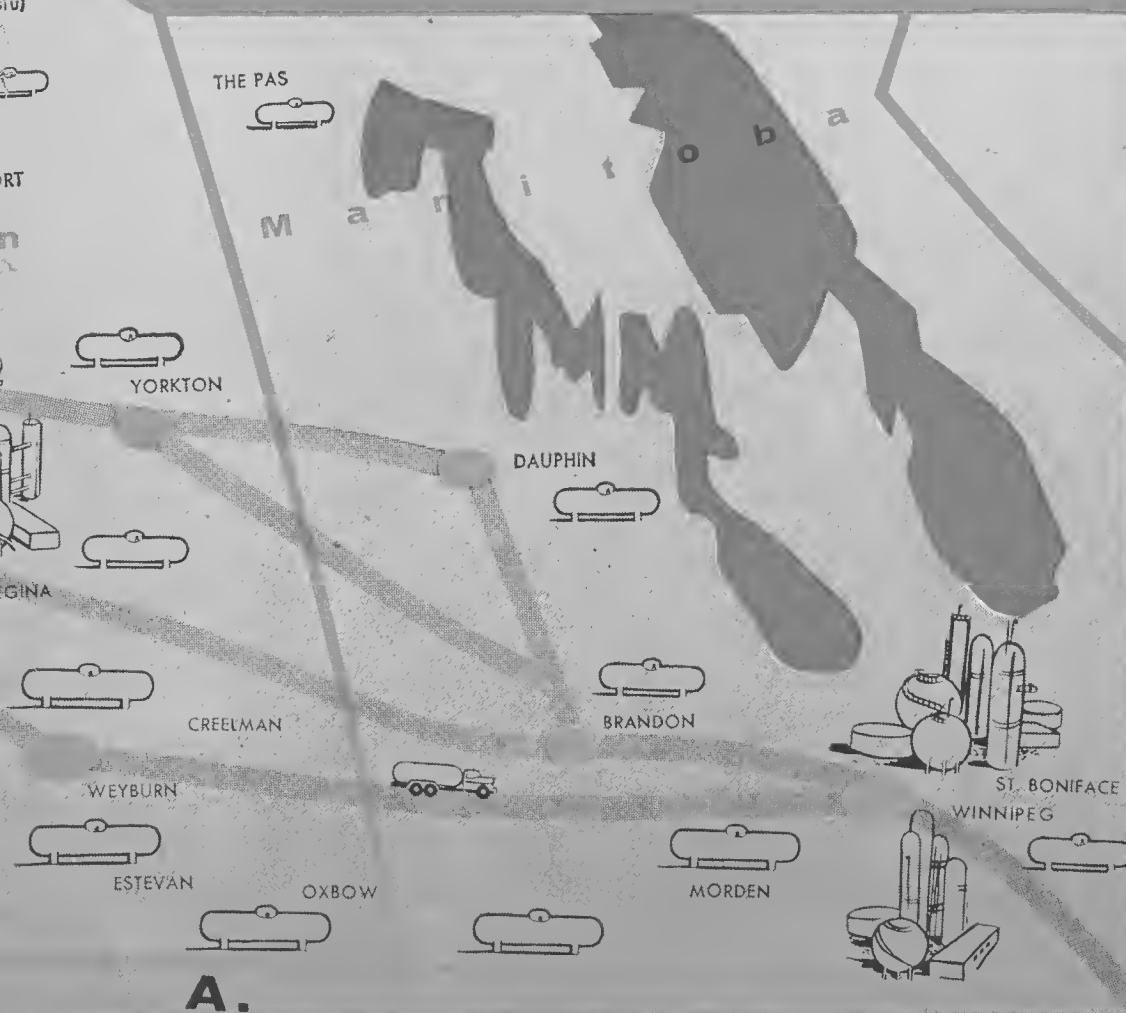 THE PAS
Manitoba
YORKTON
DAUPHIN
CREELMAN
BRANDON
WEYBURN
ST. BONIFACE
WINNIPEG
ESTEVAN
OXBOW
MORDEN
A.